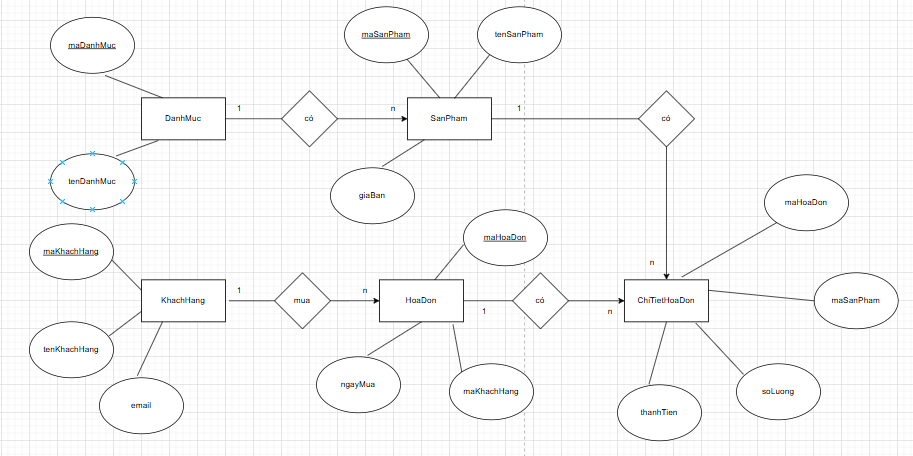 maDanhMuc
maSanPham
tenSanPham
1
n
1
DanhMuc
có
SanPham
có
tenDanhMuc
giaBan
maHoaDon
maHoaDon
maKhachHang
n
1
n
KhachHang
mua
HoaDon
có
ChiTietHoaDon
maSanPham
1
n
tenKhachHang
ngayMua
maKhachHang
soLuong
email
thanhTien